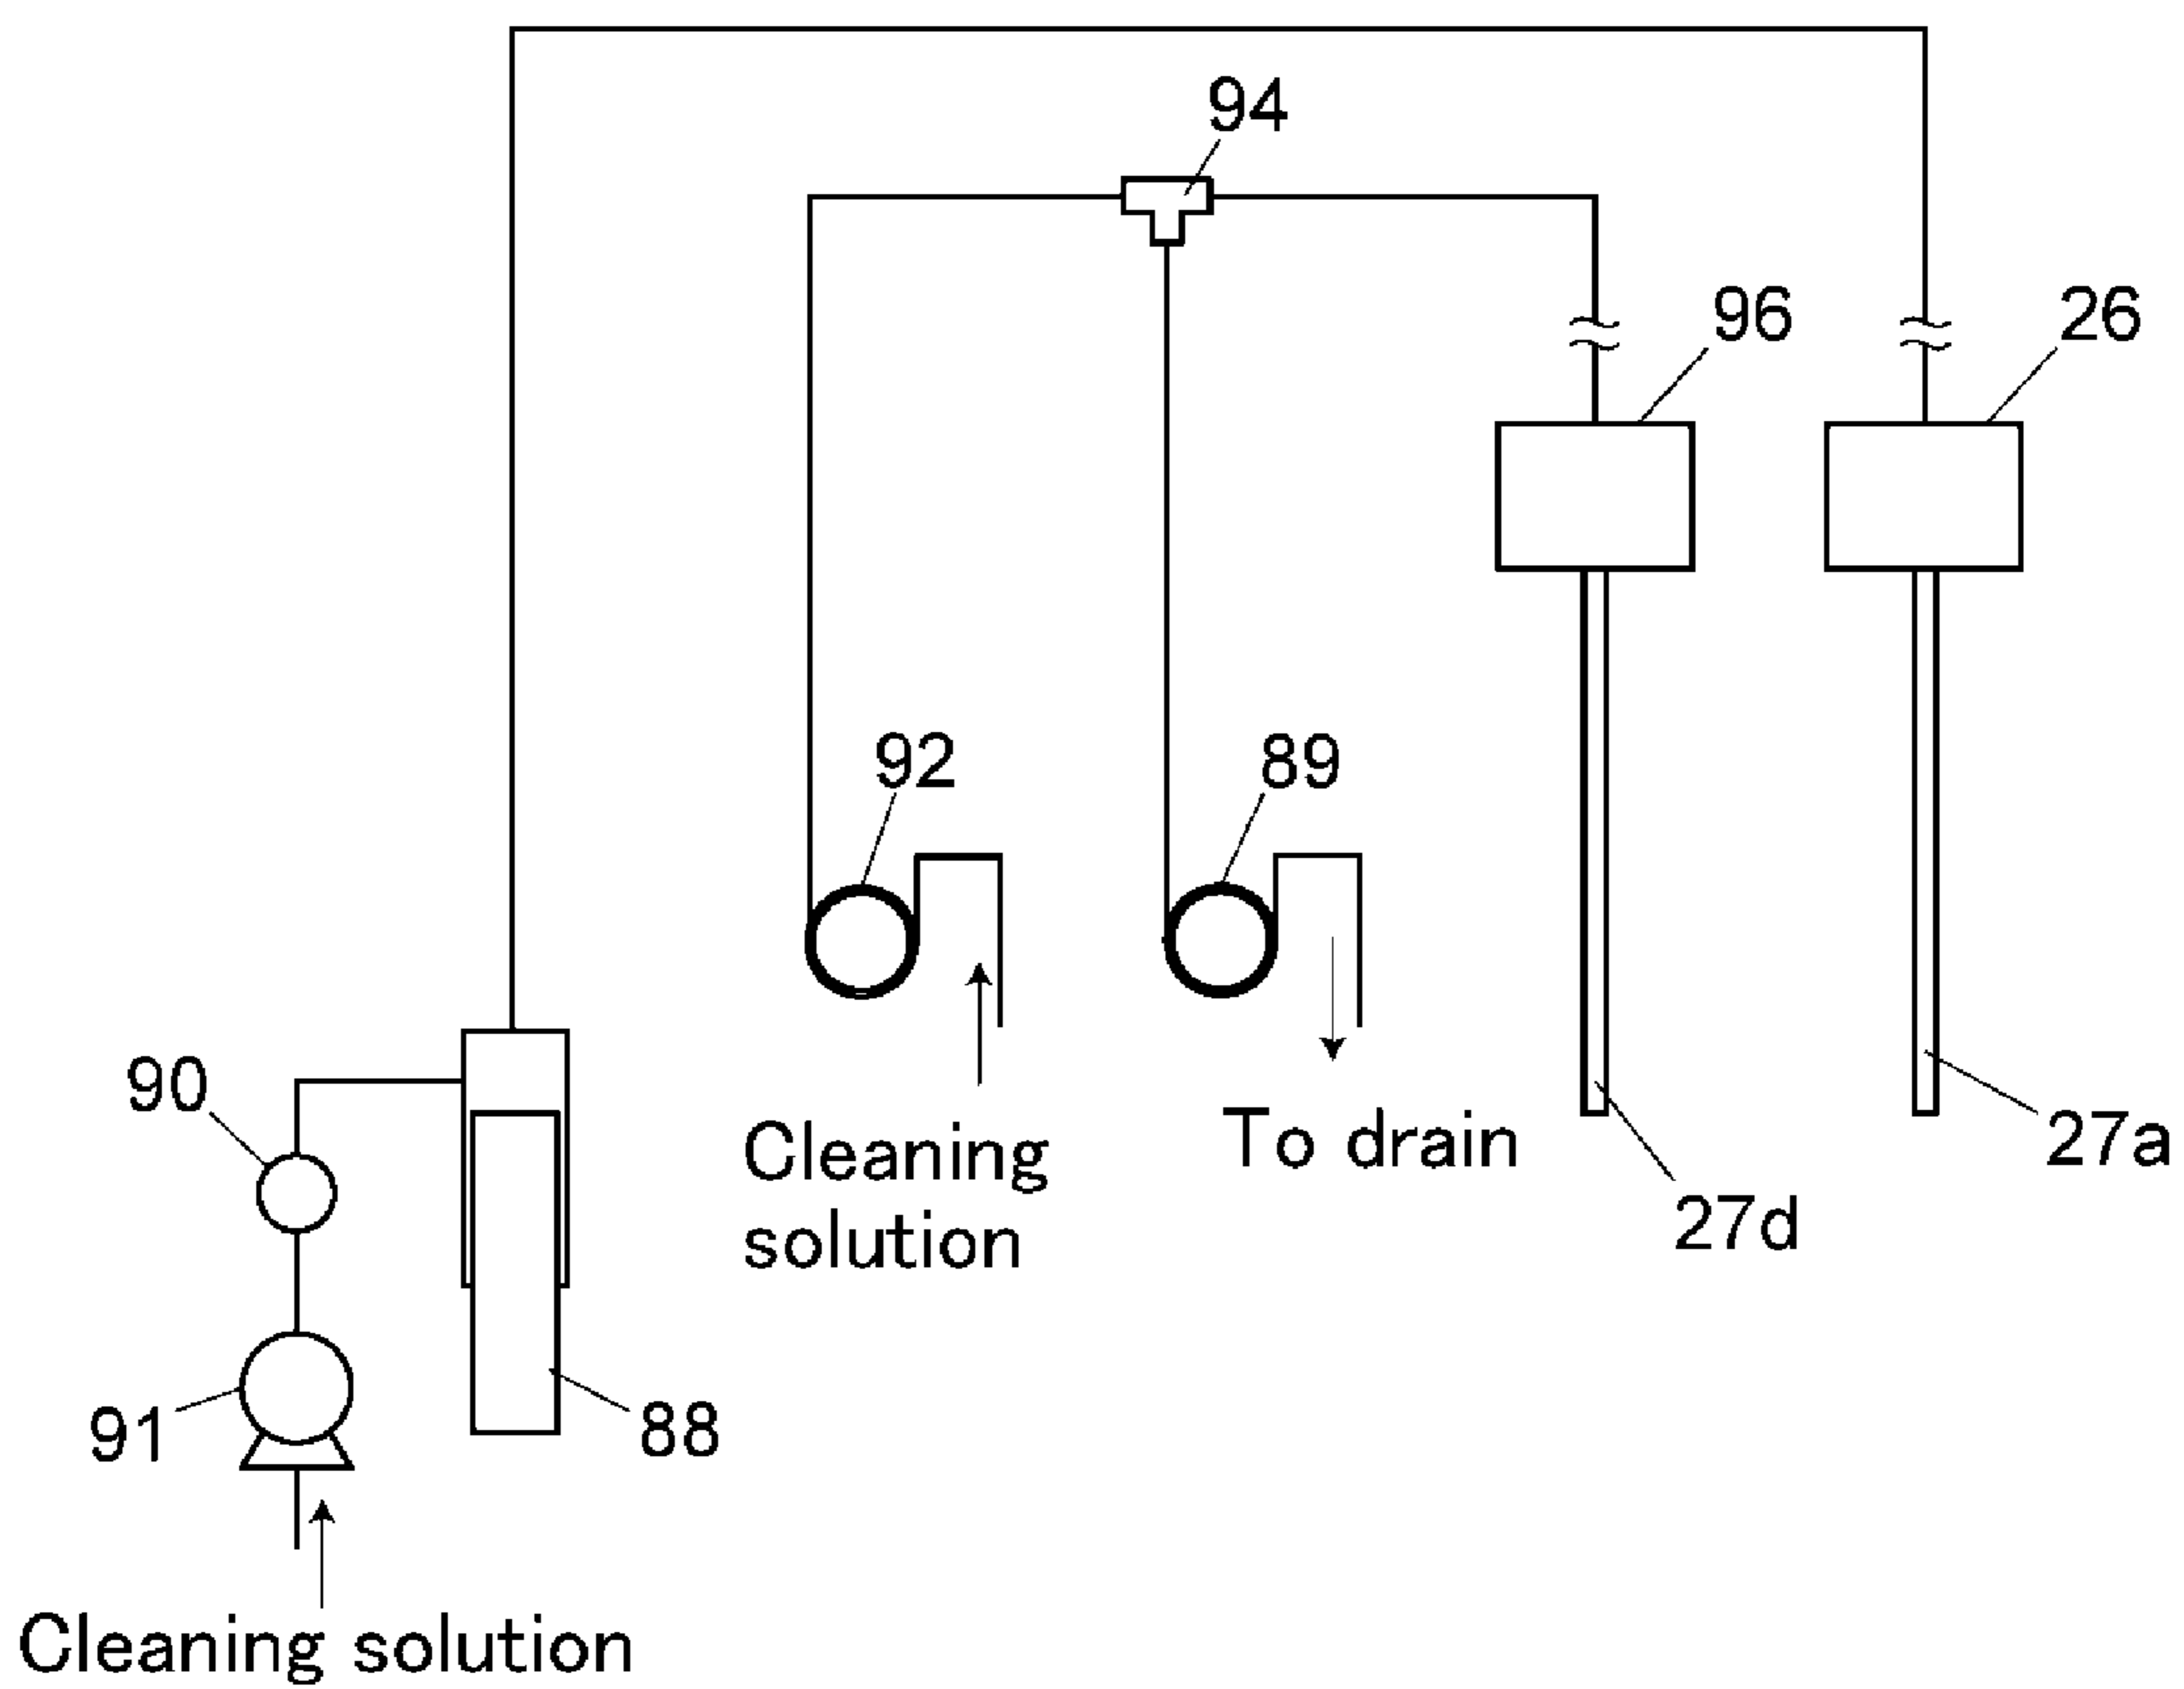 94
96
26
92
89
90
Cleaning
solution
To drain
27a
27d
91
88
Cleaning solution